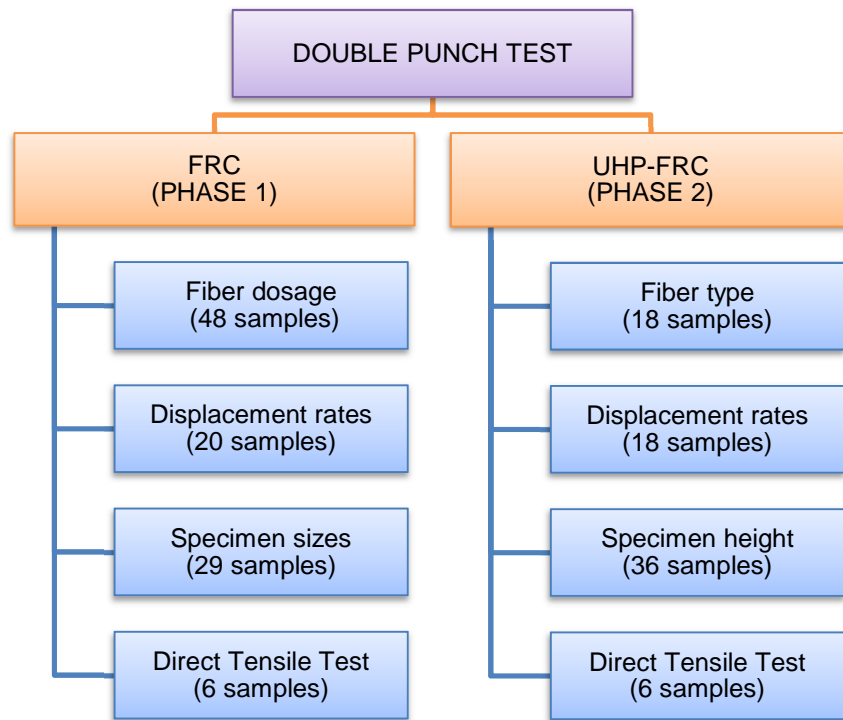 DOUBLE PUNCH TEST
FRC
(PHASE 1)
Fiber dosage
(48 samples)
Displacement rates
(20 samples)
Specimen sizes
(29 samples)
Direct Tensile Test
(6 samples)
UHP-FRC
(PHASE 2)
Fiber type
(18 samples)
Displacement rates
(18 samples)
Specimen height
(36 samples)
Direct Tensile Test
(6 samples)